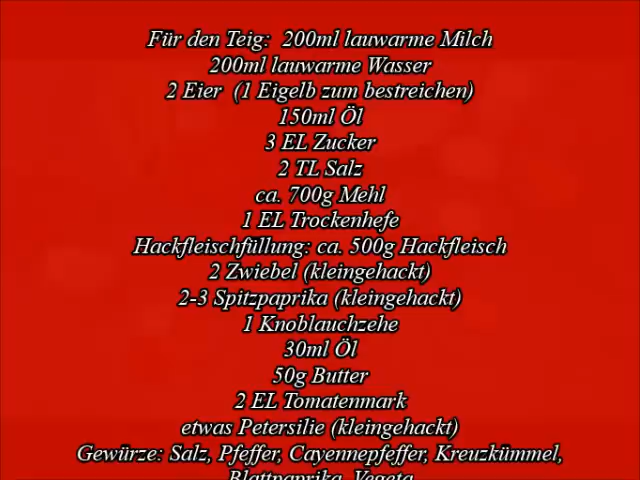 Für den Teig: 200ml lauwarme Milch
200ml lauwarme Wasser
2 Eier (1 Eigelb zum bestreichen)
150ml Öl
3 EL Zucker
2 TL Salz
ca. 700g Mehl
1 EL Trockenhefe
Hackfleischfüllung: ca. 500g Hackfleisch
2 Zwiebel (kleingehackt)
2-3 Spitzpaprika (kleingehackt)
1 Knoblauchzehe
30ml Öl
50g Butter
2 EL Tomatenmark
etwas Petersilie (kleingehackt)
Gewürze: Salz, Pfeffer, Cayennepfeffer, Kreuzkümmel,
Blattpaprika, Vegeta